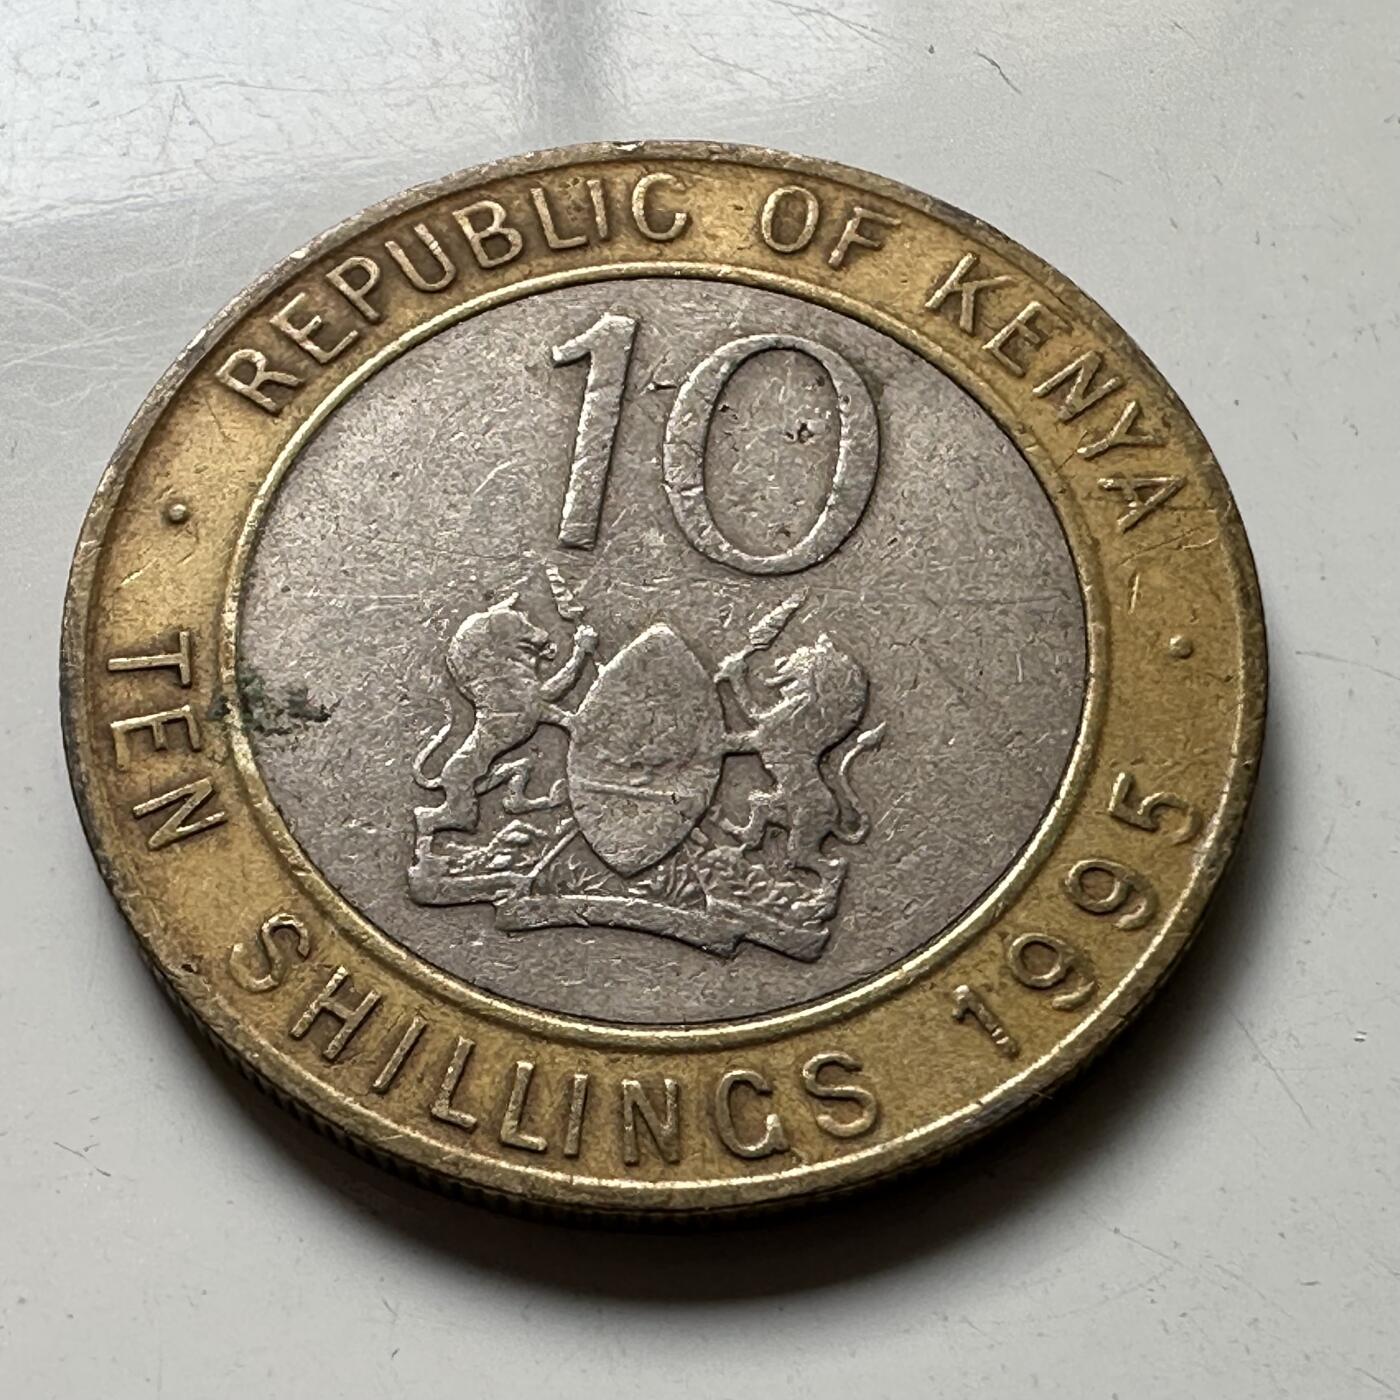 REPUBLIC OF KENYA
10
TEN SHILLINGS 1995